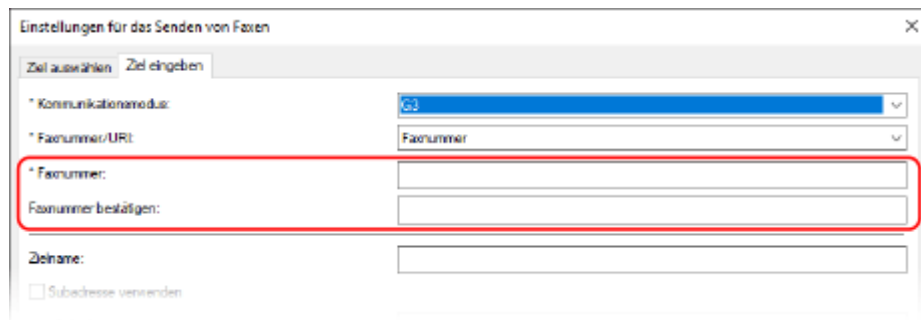 Einstellungen für das Senden von Faxen
Ziel auswählen Ziel eingeben
* Kommunikationsmodus: G3
* Faxnummer/URI: Faxnummer
* Faxnummer:
Faxnummer bestätigen:
Zielname:
Subadresse verwenden